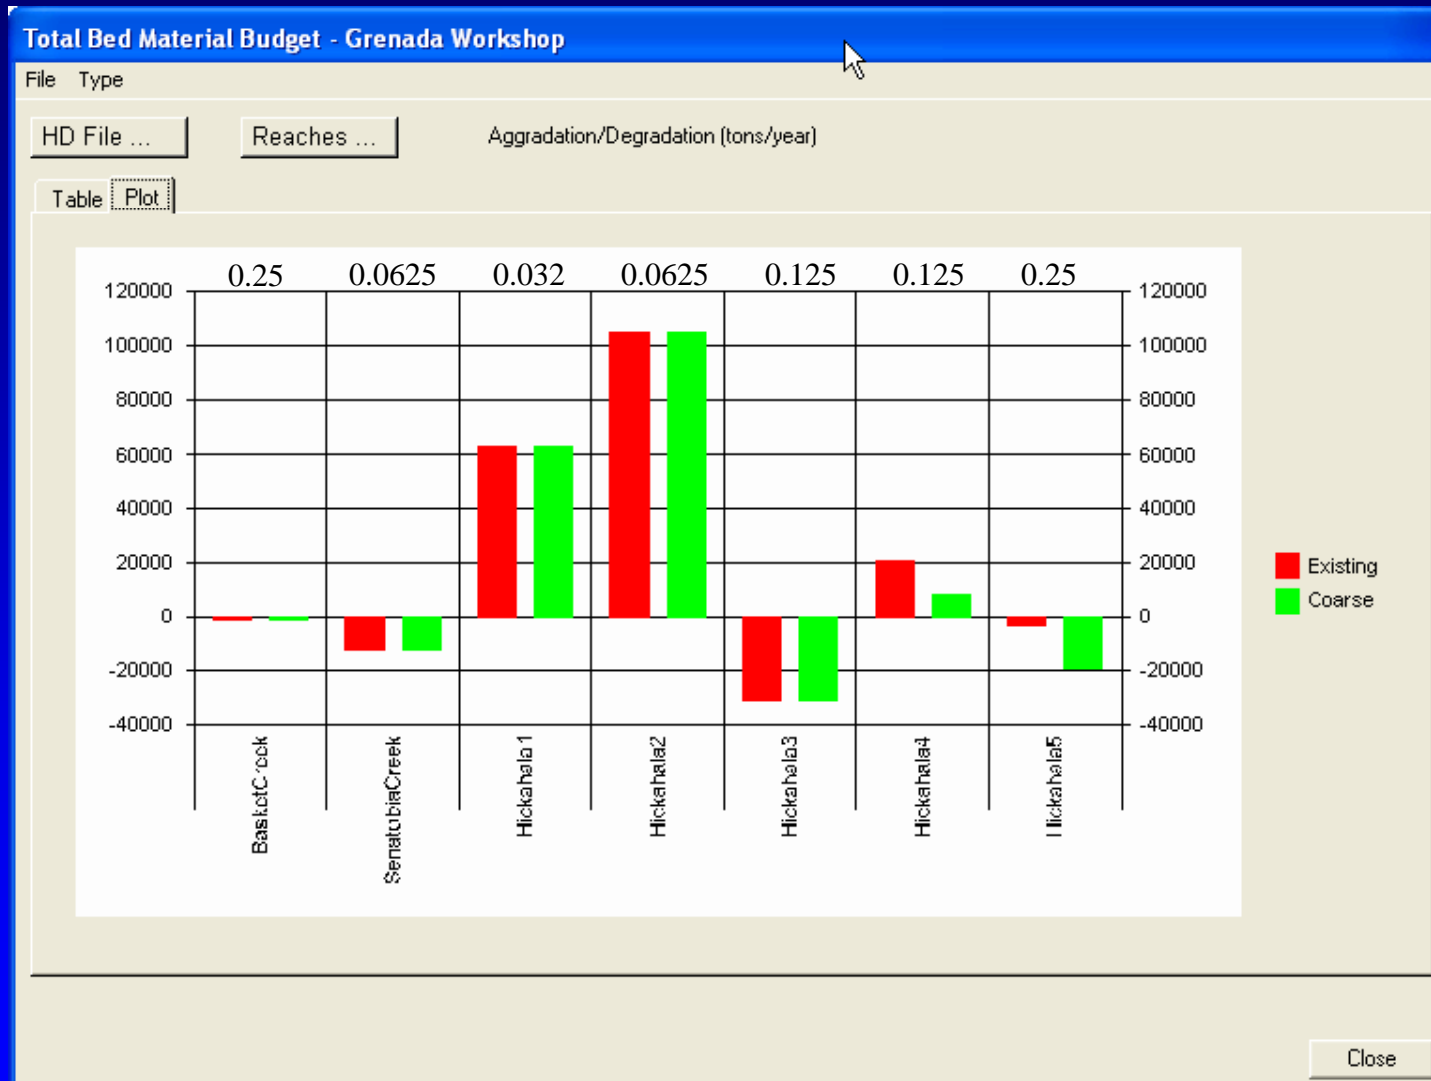 Total Bed Material Budget - Grenada Workshop
File Type
HD File ... Reaches ... Aggradation/Degradation (tons/year)
Table Plot
0.25 0.0625 0.032 0.0625 0.125 0.125 0.25
120000 120000
100000 100000
80000 80000
60000 60000
40000 40000
20000 20000
0 0
-20000 -20000
-40000 -40000
Existing
Coarse
BasketCreek
SenatobiaCreek
Hickahala1
Hickahala2
Hickahala3
Hickahala4
Hickahala5
Close